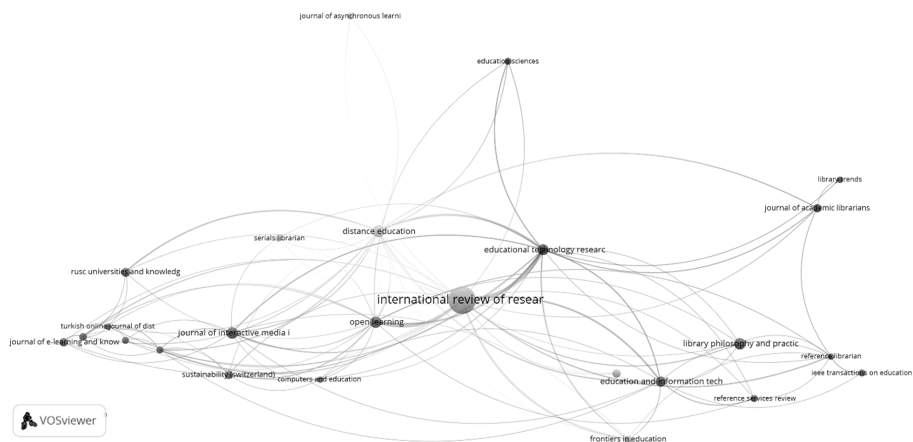 journal of asynchronous learni
education sciences
library trends
journal of academic librarians
distance education
serials librarian
educational technology researc
rusc universities and knowledg
international review of resear
open learning
turkish online journal of dist
journal of interactive media i
journal of e-learning and know
library philosophy and practic
reference librarian
sustainability (switzerland)
computers and education
education and information tech
ieee transactions on education
reference services review
frontiers in education
VOSviewer